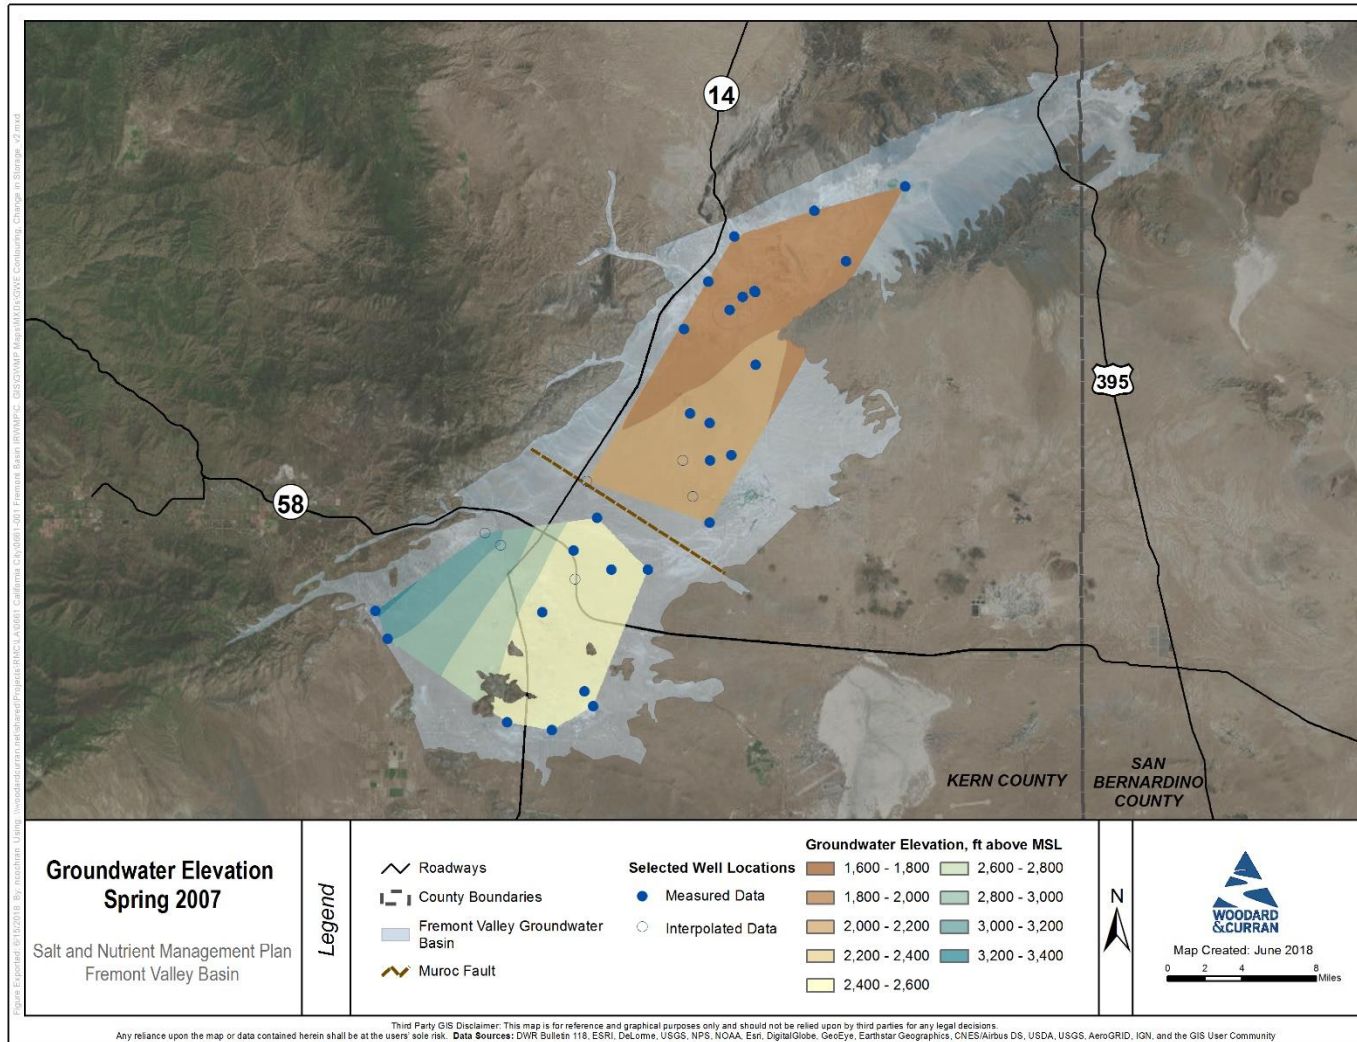 14
395
58
KERN COUNTY
SAN
BERNARDINO
COUNTY
Groundwater Elevation
Spring 2007
Salt and Nutrient Management Plan
Fremont Valley Basin
Legend
Roadways
County Boundaries
Fremont Valley Groundwater
Basin
Muroc Fault
Selected Well Locations
Measured Data
Interpolated Data
Groundwater Elevation, ft above MSL
1,600 - 1,800
1,800 - 2,000
2,000 - 2,200
2,200 - 2,400
2,400 - 2,600
2,600 - 2,800
2,800 - 3,000
3,000 - 3,200
3,200 - 3,400
N
WOODARD
&CURRAN
Map Created: June 2018
0 2 4 8
Miles
Third Party GIS Disclaimer: This map is for reference and graphical purposes only and should not be relied upon by third parties for any legal decisions.
Any reliance upon the map or data contained herein shall be at the users' sole risk. Data Sources: DWR Bulletin 118, ESRI, DeLorme, USGS, NPS, NOAA, Esri, DigitalGlobe, GeoEye, Earthstar Geographics, CNES/Airbus DS, USDA, USGS, AeroGRID, IGN, and the GIS User Community
Figure Exported: 6/15/2018 By: ncochran Using: